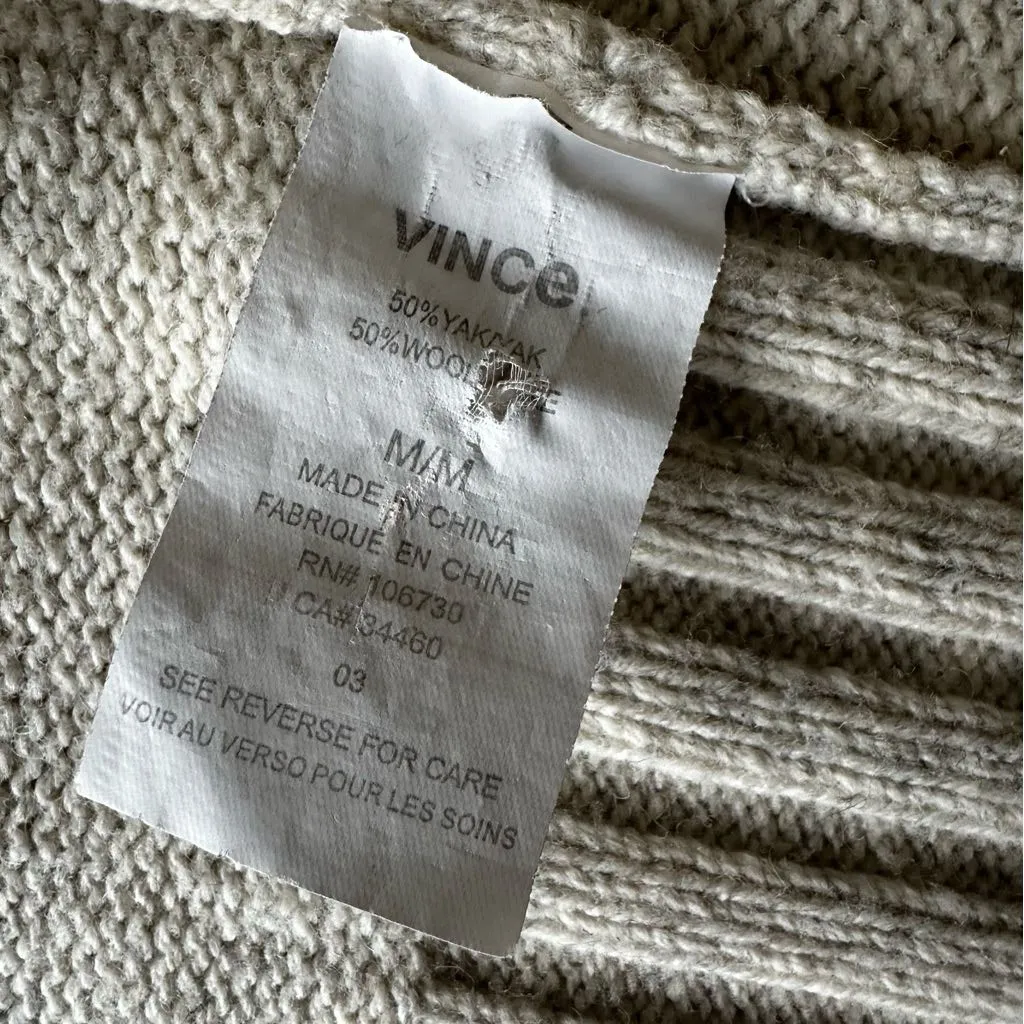 VINCE
50%YAK/YAK
50%WOOL
M/M
MADE IN CHINA
FABRIQUE EN CHINE
RN# 106730
CA# 34460
03
SEE REVERSE FOR CARE
VOIR AU VERSO POUR LES SOINS